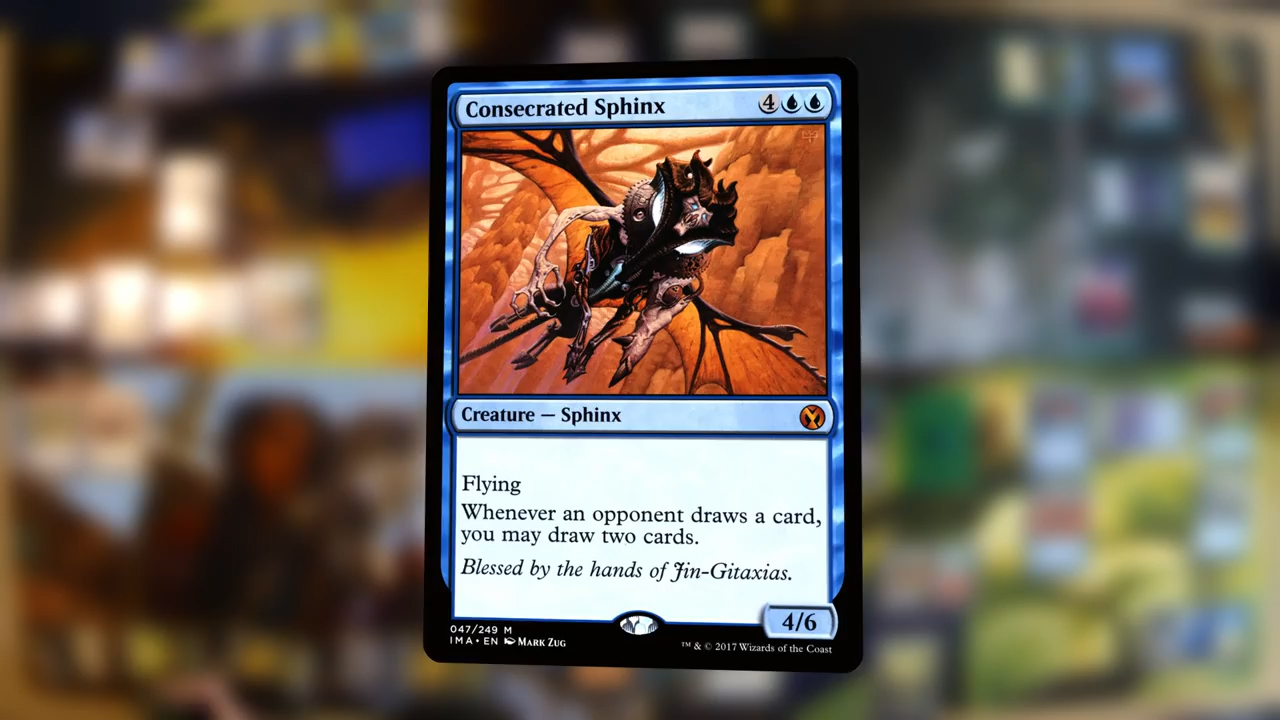 Consecrated Sphinx 4
Creature — Sphinx
Flying
Whenever an opponent draws a card,
you may draw two cards.
Blessed by the hands of Jin-Gitaxias.
4/6
047/249 M
IMA • EN MARK ZUG
™ & © 2017 Wizards of the Coast